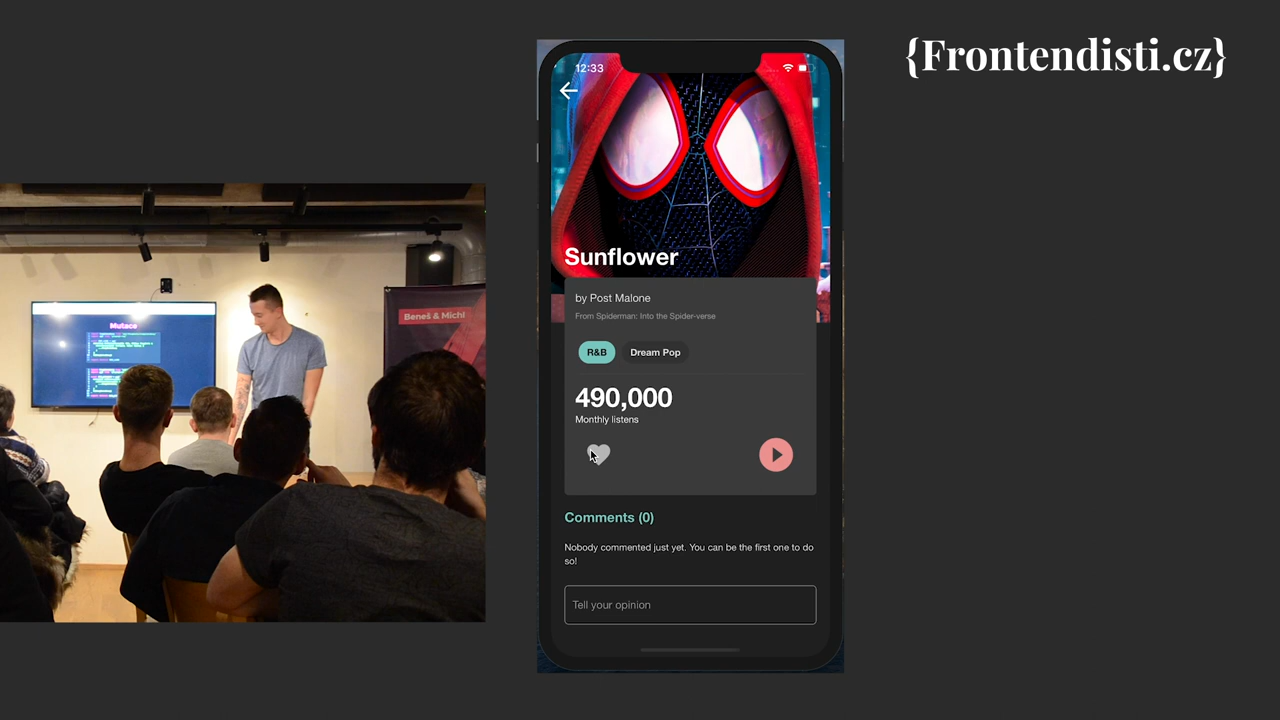 {Frontendisti.cz}
12:33
Sunflower
by Post Malone
From Spiderman: Into the Spider-verse
R&B
Dream Pop
490,000
Monthly listens
Comments (0)
Nobody commented just yet. You can be the first one to do
so!
Tell your opinion
Mutace
Beneš & Michl